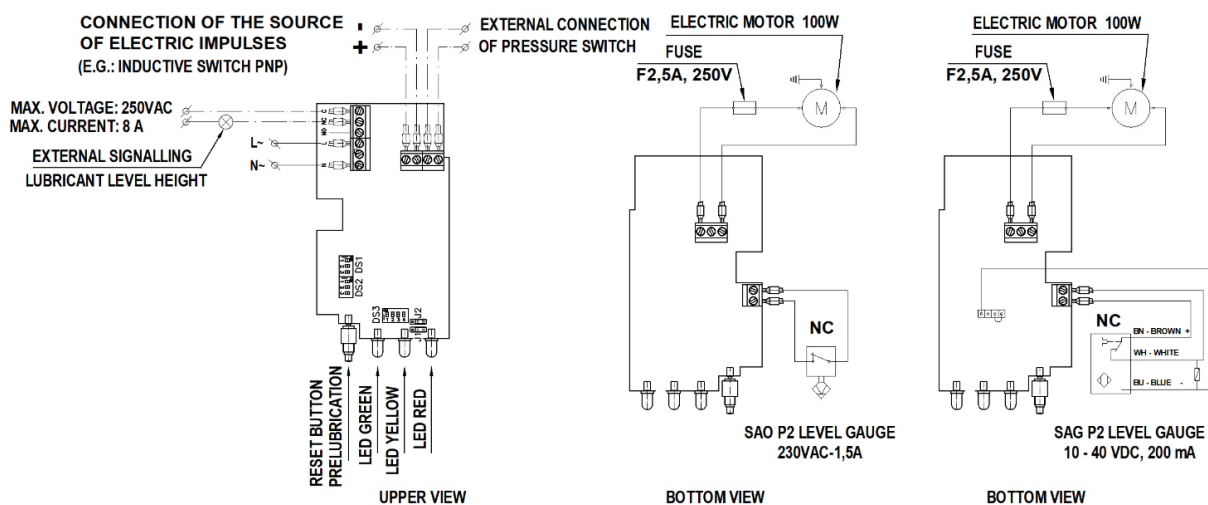 CONNECTION OF THE SOURCE
OF ELECTRIC IMPULSES
(E.G.: INDUCTIVE SWITCH PNP)
-
+
EXTERNAL CONNECTION
OF PRESSURE SWITCH
MAX. VOLTAGE: 250VAC
MAX. CURRENT: 8 A
EXTERNAL SIGNALLING
LUBRICANT LEVEL HEIGHT
L~
N~
C
NC
NO
L
N
DS1
DS2
DS3
J2
J1
RESET BUTTON
PRELUBRICATION
LED GREEN
LED YELLOW
LED RED
UPPER VIEW
ELECTRIC MOTOR 100W
FUSE
F2,5A, 250V
M
NC
SAO P2 LEVEL GAUGE
230VAC-1,5A
BOTTOM VIEW
ELECTRIC MOTOR 100W
FUSE
F2,5A, 250V
M
NC
BN - BROWN +
WH - WHITE
BU - BLUE -
SAG P2 LEVEL GAUGE
10 - 40 VDC, 200 mA
BOTTOM VIEW